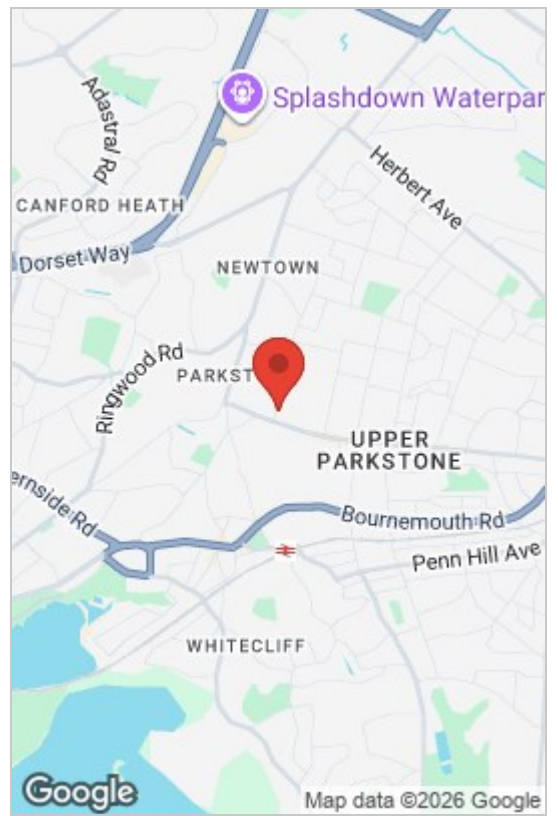 Splashdown Waterpar
Adastral Rd
Herbert Ave
CANFORD HEATH
Dorset Way
NEWTOWN
Ringwood Rd
PARKST
UPPER
PARKSTONE
ernside Rd
Bournemouth Rd
Penn Hill Ave
WHITECLIFF
Google
Map data ©2026 Google